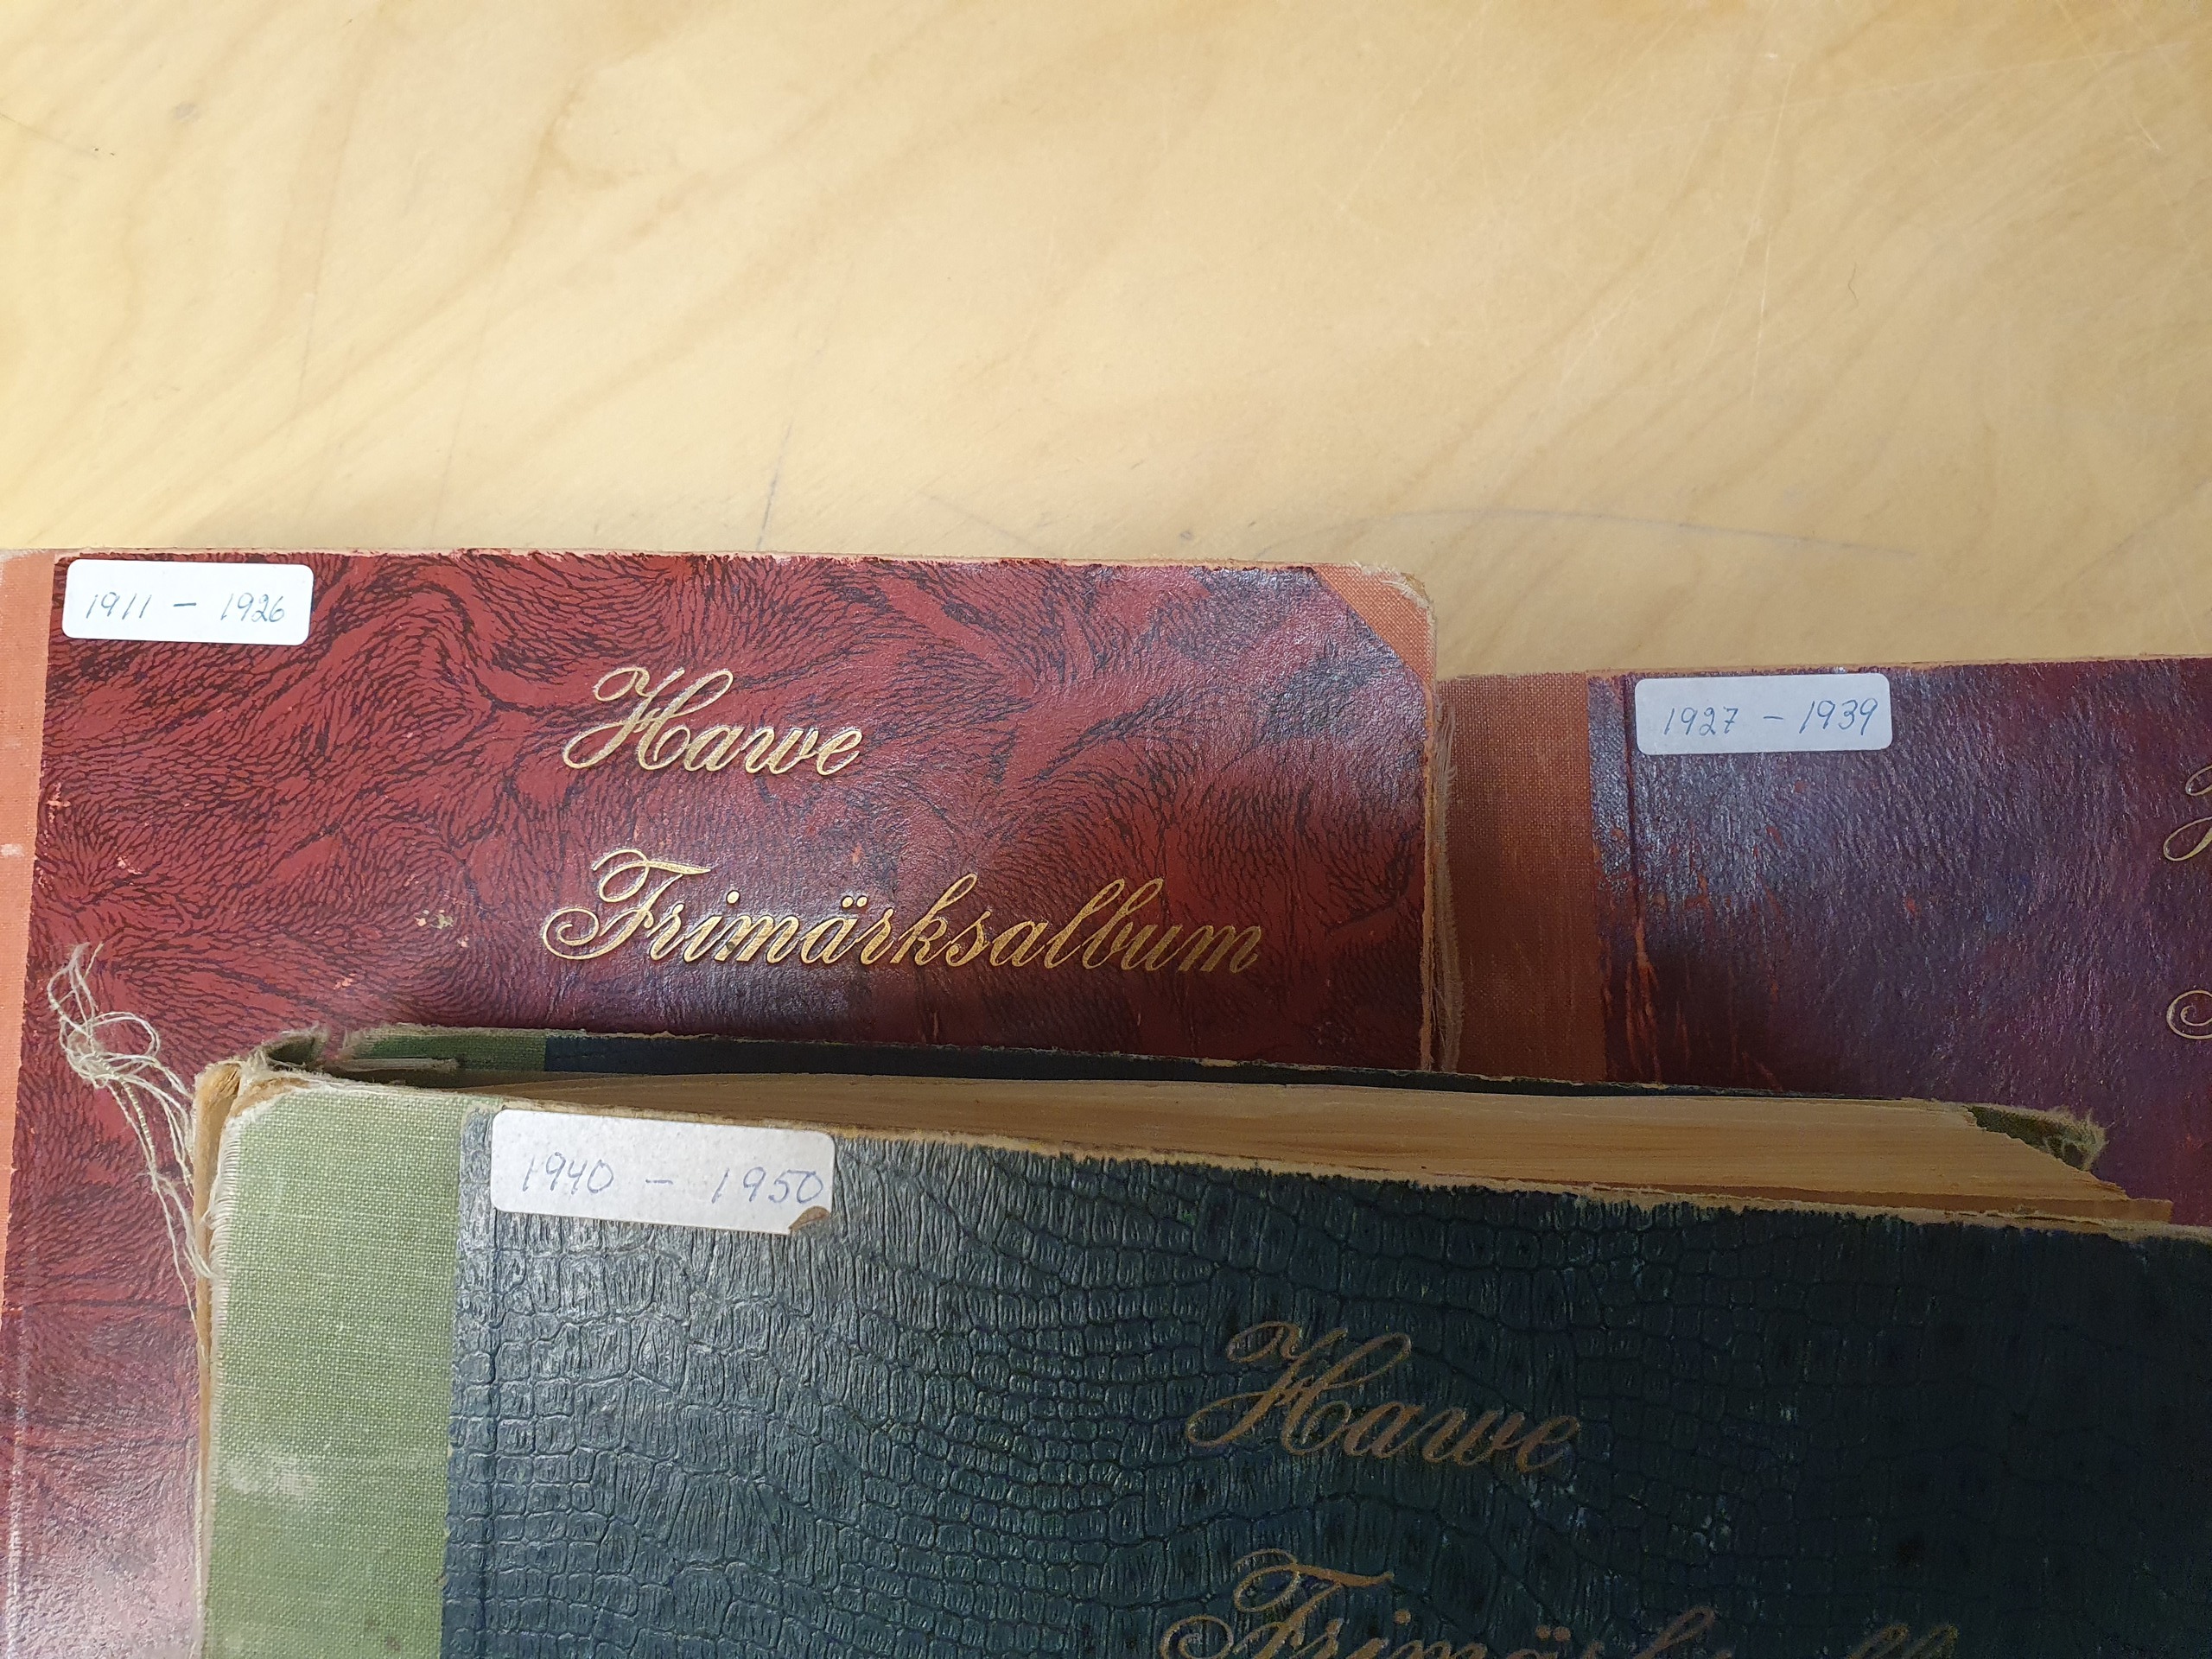 1911 - 1926
Hawe
Frimärksalbum
1927 - 1939
1940 - 1950
Hawe